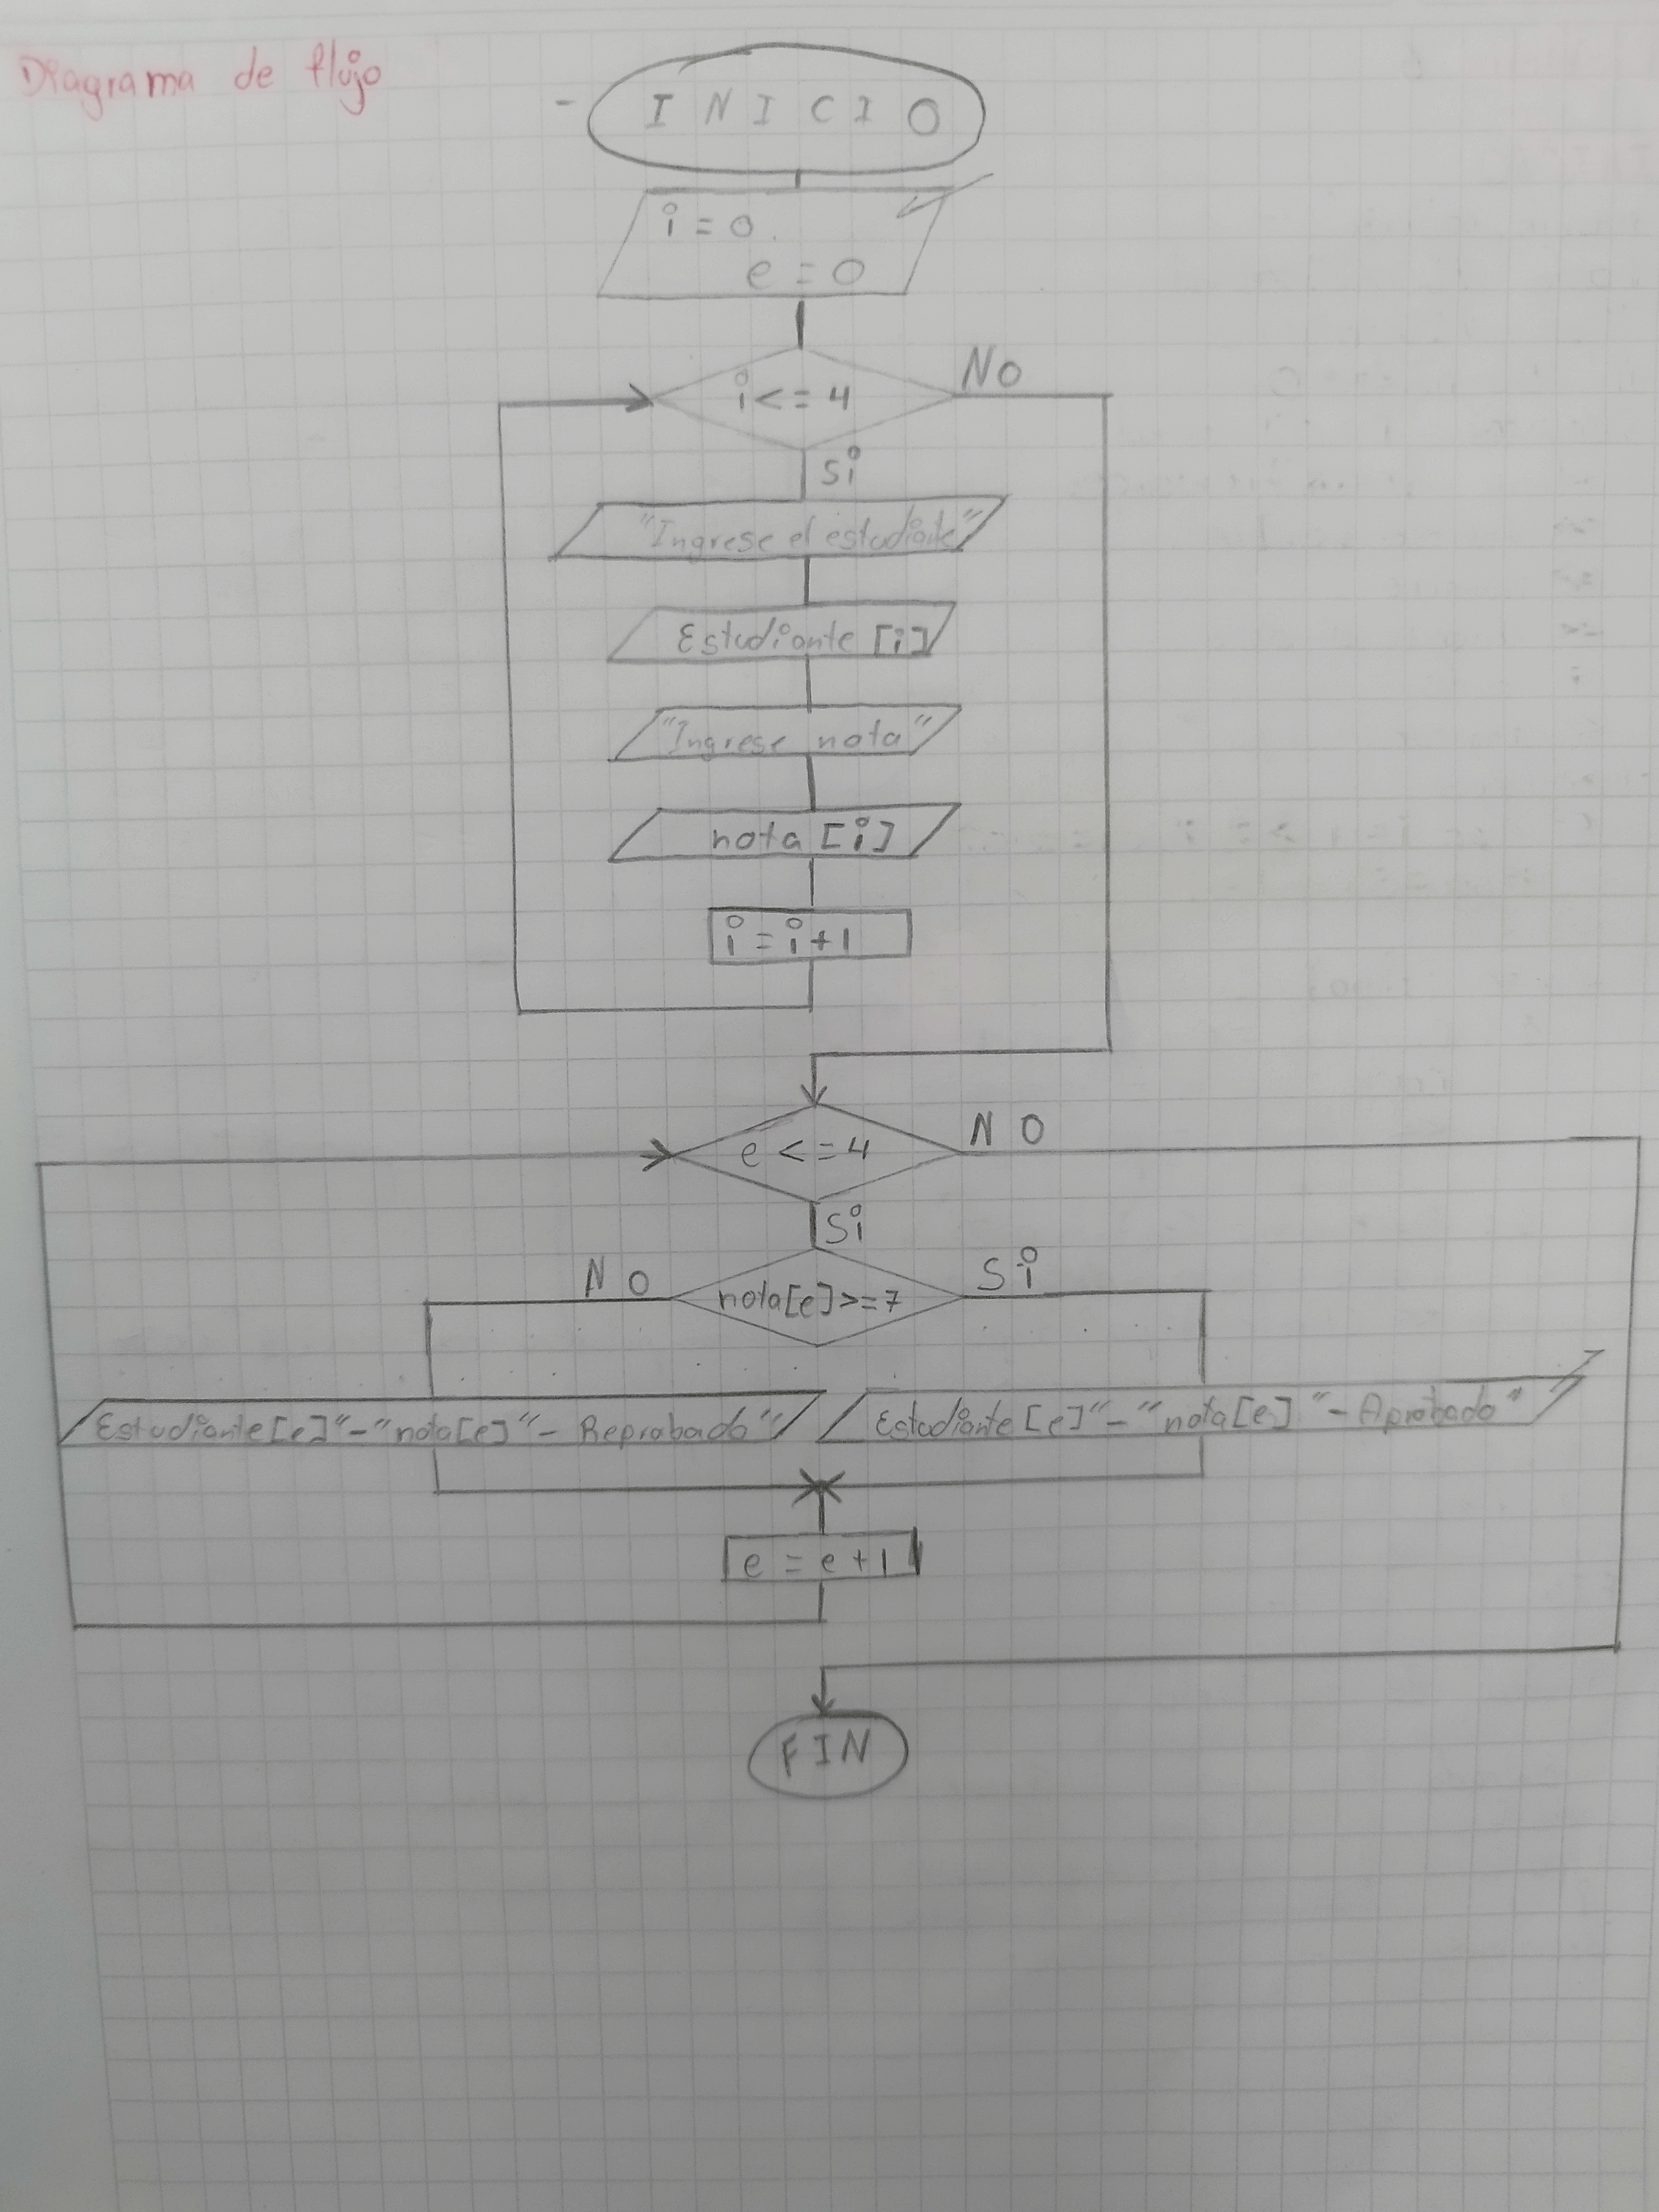 Diagrama de flujo
- INICIO
i = 0
e = 0
i <= 4
NO
Si
"Ingrese el estudiante"
Estudiante [i]
"Ingrese nota"
nota [i]
i = i + 1
e <= 4
NO
Si
NO
nota[e] >= 7
Si
Estudiante[e]"-"nota[e]"- Reprobado"
Estudiante[e]"-"nota[e]"- Aprobado"
e = e + 1
FIN